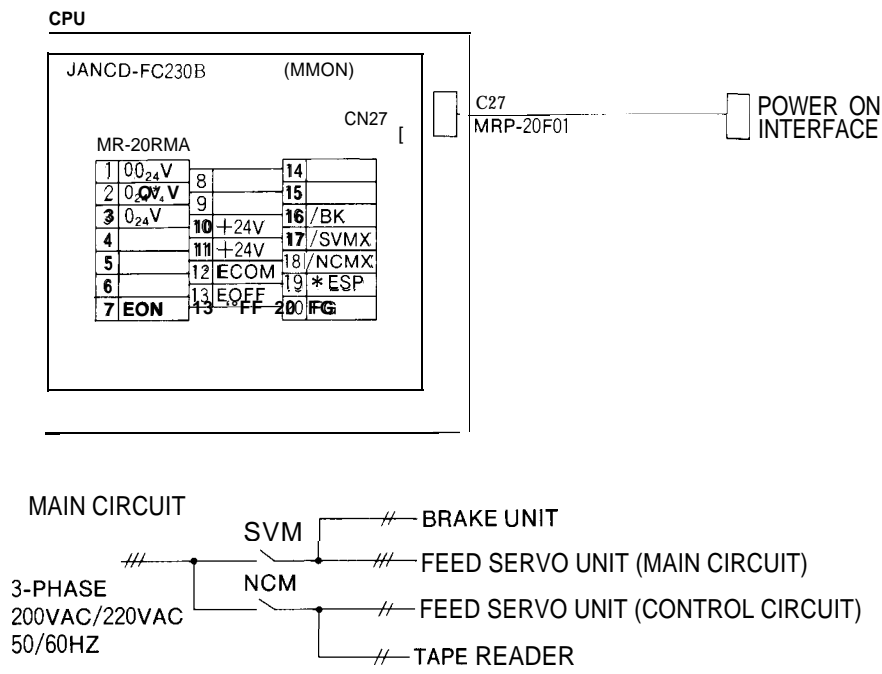 CPU
JANCD-FC230B (MMON)
CN27 [
C27
MRP-20F01
POWER ON
INTERFACE
MR-20RMA
1 0₂₄V
2 0₂₄V
3 0₂₄V
4
5
6
7 EON
8
9
10 +24V
11 +24V
12 ECOM
13 EOFF
14
15
16 /BK
17 /SVMX
18 /NCMX
19 *ESP
20 FG
MAIN CIRCUIT
3-PHASE
200VAC/220VAC
50/60HZ
SVM
NCM
BRAKE UNIT
FEED SERVO UNIT (MAIN CIRCUIT)
FEED SERVO UNIT (CONTROL CIRCUIT)
TAPE READER